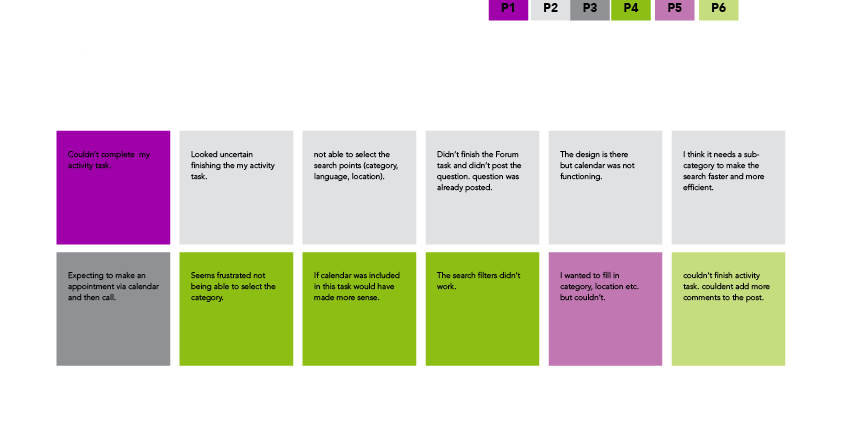 P1 P2 P3 P4 P5 P6
Couldn't complete my
activity task.
Looked uncertain
finishing the my activity
task.
not able to select the
search points (category,
language, location).
Didn't finish the Forum
task and didn't post the
question. question was
already posted.
The design is there
but calendar was not
functioning.
I think it needs a sub-
category to make the
search faster and more
efficient.
Expecting to make an
appointment via calendar
and then call.
Seems frustrated not
being able to select the
category.
If calendar was included
in this task would have
made more sense.
The search filters didn't
work.
I wanted to fill in
category, location etc.
but couldn't.
couldn't finish activity
task. couldent add more
comments to the post.